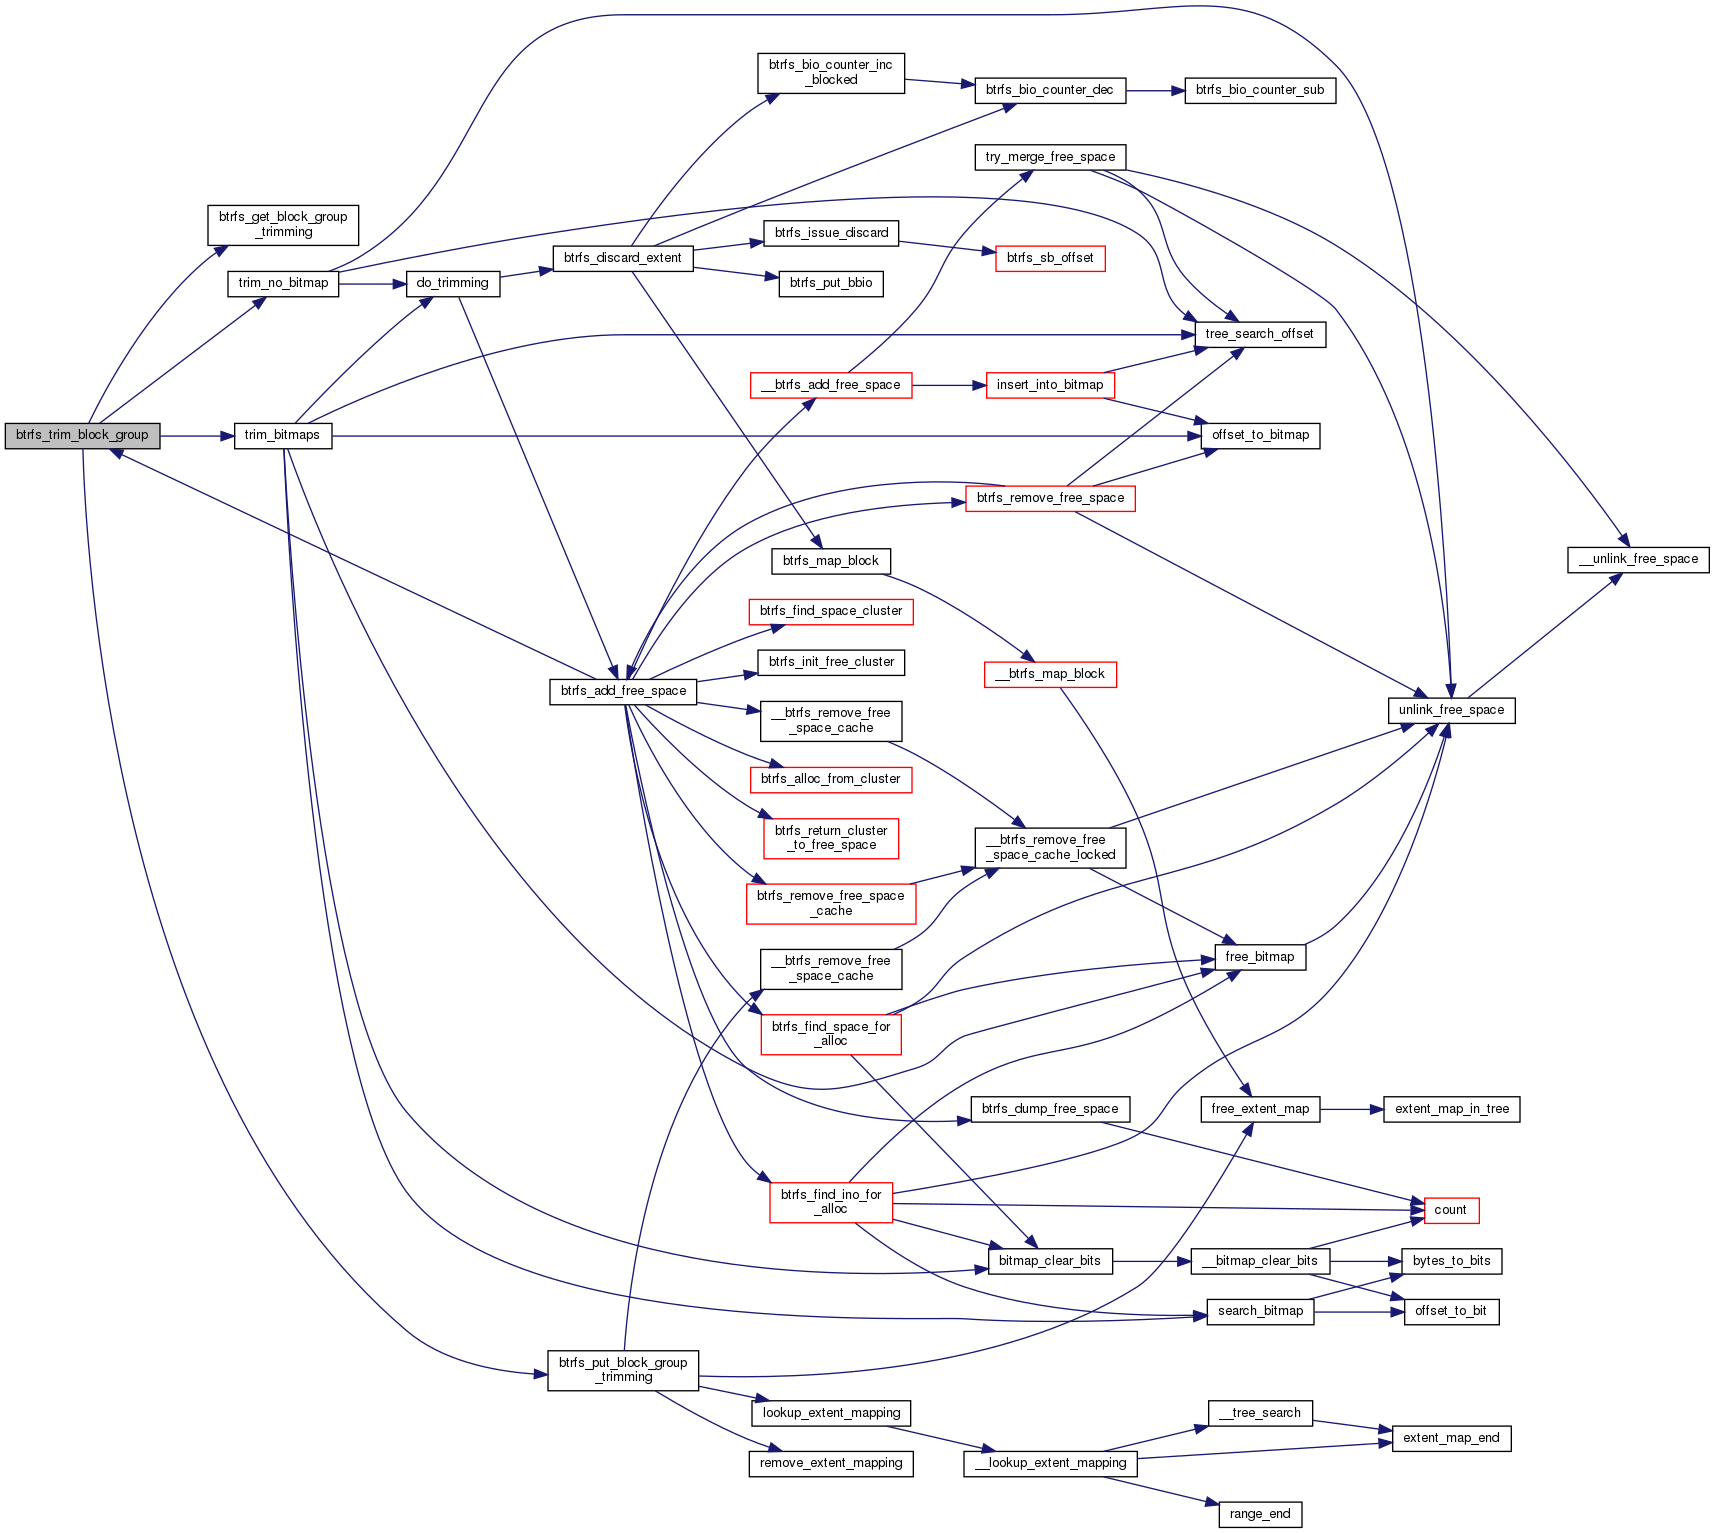 btrfs_bio_counter_inc
_blocked
btrfs_bio_counter_dec
btrfs_bio_counter_sub
try_merge_free_space
btrfs_get_block_group
_trimming
btrfs_issue_discard
btrfs_discard_extent
btrfs_sb_offset
trim_no_bitmap
do_trimming
btrfs_put_bbio
tree_search_offset
__btrfs_add_free_space
insert_into_bitmap
btrfs_trim_block_group
trim_bitmaps
offset_to_bitmap
btrfs_remove_free_space
btrfs_map_block
__unlink_free_space
btrfs_find_space_cluster
btrfs_init_free_cluster
__btrfs_map_block
btrfs_add_free_space
unlink_free_space
__btrfs_remove_free
_space_cache
btrfs_alloc_from_cluster
btrfs_return_cluster
_to_free_space
__btrfs_remove_free
_space_cache_locked
btrfs_remove_free_space
_cache
free_bitmap
__btrfs_remove_free
_space_cache
btrfs_find_space_for
_alloc
btrfs_dump_free_space
free_extent_map
extent_map_in_tree
btrfs_find_ino_for
_alloc
count
bitmap_clear_bits
__bitmap_clear_bits
bytes_to_bits
search_bitmap
offset_to_bit
btrfs_put_block_group
_trimming
lookup_extent_mapping
__tree_search
extent_map_end
remove_extent_mapping
__lookup_extent_mapping
range_end